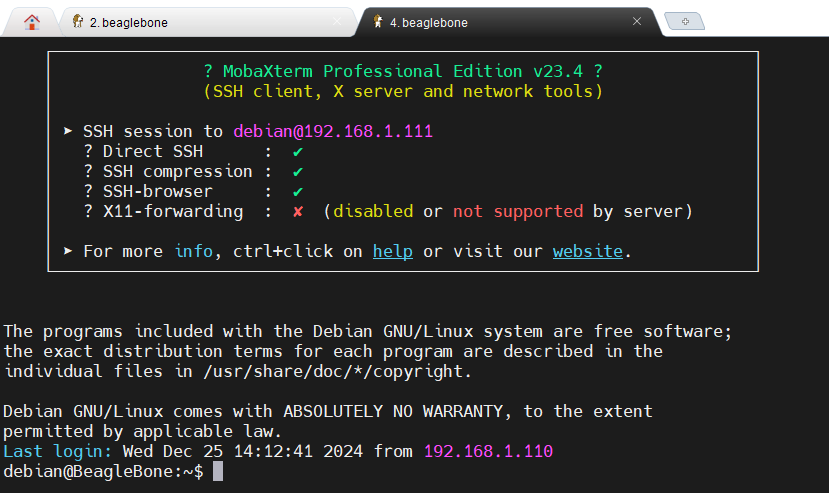 2. beaglebone
4. beaglebone
? MobaXterm Professional Edition v23.4 ?
(SSH client, X server and network tools)
➤ SSH session to debian@192.168.1.111
? Direct SSH      :  ✔
? SSH compression :  ✔
? SSH-browser     :  ✔
? X11-forwarding  :  ✘  (disabled or not supported by server)
➤ For more info, ctrl+click on help or visit our website.
The programs included with the Debian GNU/Linux system are free software;
the exact distribution terms for each program are described in the
individual files in /usr/share/doc/*/copyright.
Debian GNU/Linux comes with ABSOLUTELY NO WARRANTY, to the extent
permitted by applicable law.
Last login: Wed Dec 25 14:12:41 2024 from 192.168.1.110
debian@BeagleBone:~$